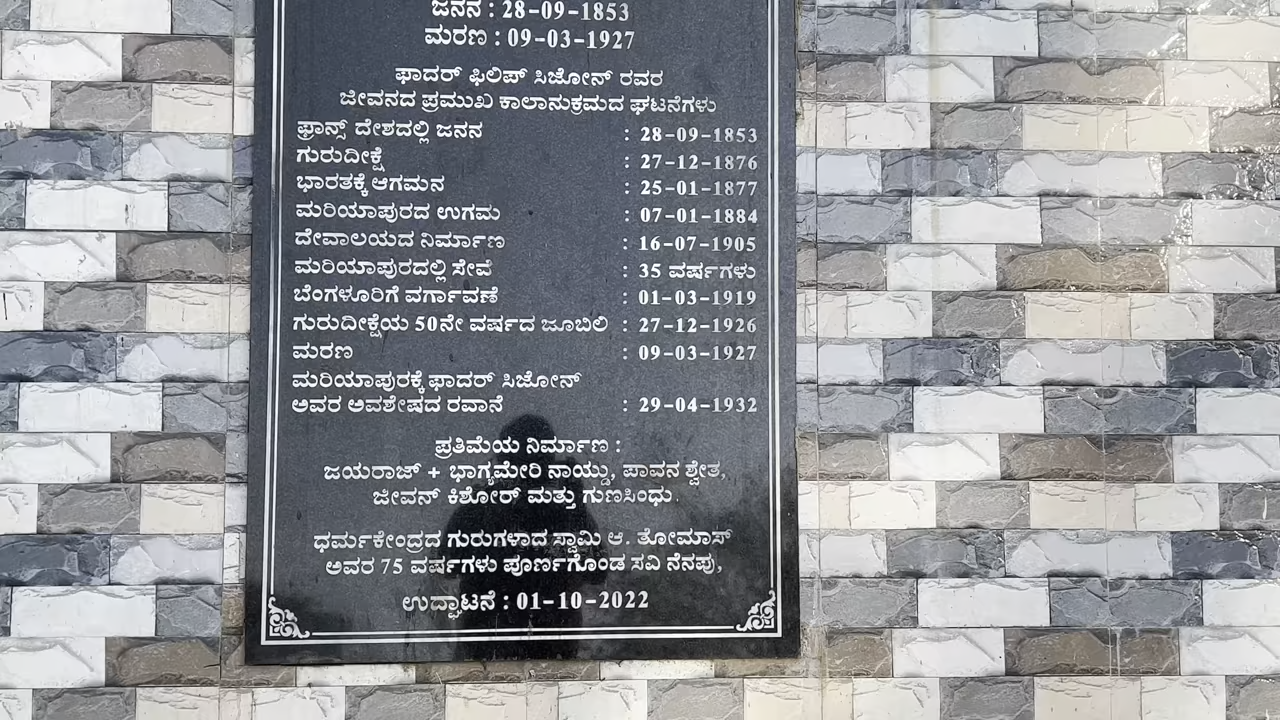 ಜನನ : 28-09-1853
ಮರಣ : 09-03-1927
ಫಾದರ್ ಫಿಲಿಪ್ ಸಿಜೋನ್ ರವರ
ಜೀವನದ ಪ್ರಮುಖ ಕಾಲಾನುಕ್ರಮದ ಘಟನೆಗಳು
ಫ್ರಾನ್ಸ್ ದೇಶದಲ್ಲಿ ಜನನ : 28-09-1853
ಗುರುದೀಕ್ಷೆ : 27-12-1876
ಭಾರತಕ್ಕೆ ಆಗಮನ : 25-01-1877
ಮರಿಯಾಪುರದ ಉಗಮ : 07-01-1884
ದೇವಾಲಯದ ನಿರ್ಮಾಣ : 16-07-1905
ಮರಿಯಾಪುರದಲ್ಲಿ ಸೇವೆ : 35 ವರ್ಷಗಳು
ಬೆಂಗಳೂರಿಗೆ ವರ್ಗಾವಣೆ : 01-03-1919
ಗುರುದೀಕ್ಷೆಯ 50ನೇ ವರ್ಷದ ಜೂಬಿಲಿ : 27-12-1926
ಮರಣ : 09-03-1927
ಮರಿಯಾಪುರಕ್ಕೆ ಫಾದರ್ ಸಿಜೋನ್
ಅವರ ಅವಶೇಷದ ರವಾನೆ : 29-04-1932
ಪ್ರತಿಮೆಯ ನಿರ್ಮಾಣ :
ಜಯರಾಜ್ + ಭಾಗ್ಯಮೇರಿ ನಾಯ್ಡು, ಪಾವನ ಶ್ವೇತ,
ಜೀವನ್ ಕಿಶೋರ್ ಮತ್ತು ಗುಣಸಿಂಧು.
ಧರ್ಮಕೇಂದ್ರದ ಗುರುಗಳಾದ ಸ್ವಾಮಿ ಆ. ತೋಮಾಸ್
ಅವರ 75 ವರ್ಷಗಳು ಪೂರ್ಣಗೊಂಡ ಸವಿ ನೆನಪು,
ಉದ್ಘಾಟನೆ : 01-10-2022